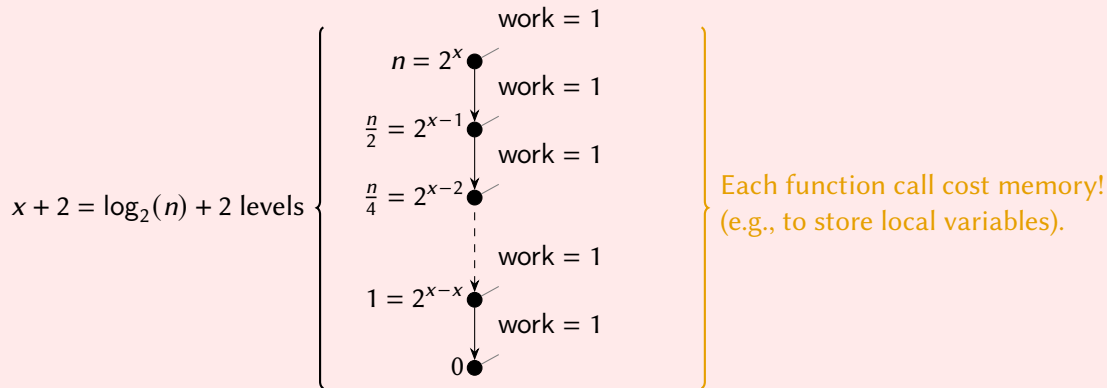 work = 1
n = 2^x
work = 1
n/2 = 2^{x−1}
work = 1
n/4 = 2^{x−2}
x + 2 = log_2(n) + 2 levels
Each function call cost memory!
(e.g., to store local variables).
work = 1
1 = 2^{x−x}
work = 1
0